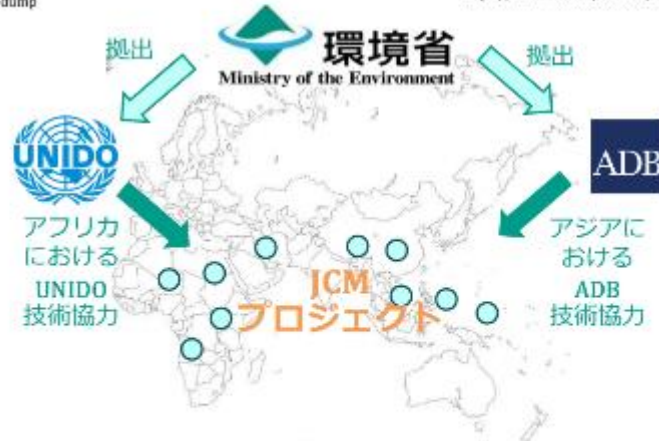 拠出
環境省
Ministry of the Environment
拠出
UNIDO
ADB
アフリカ
における
UNIDO
技術協力
アジアに
おける
ADB
技術協力
JCM
プロジェクト